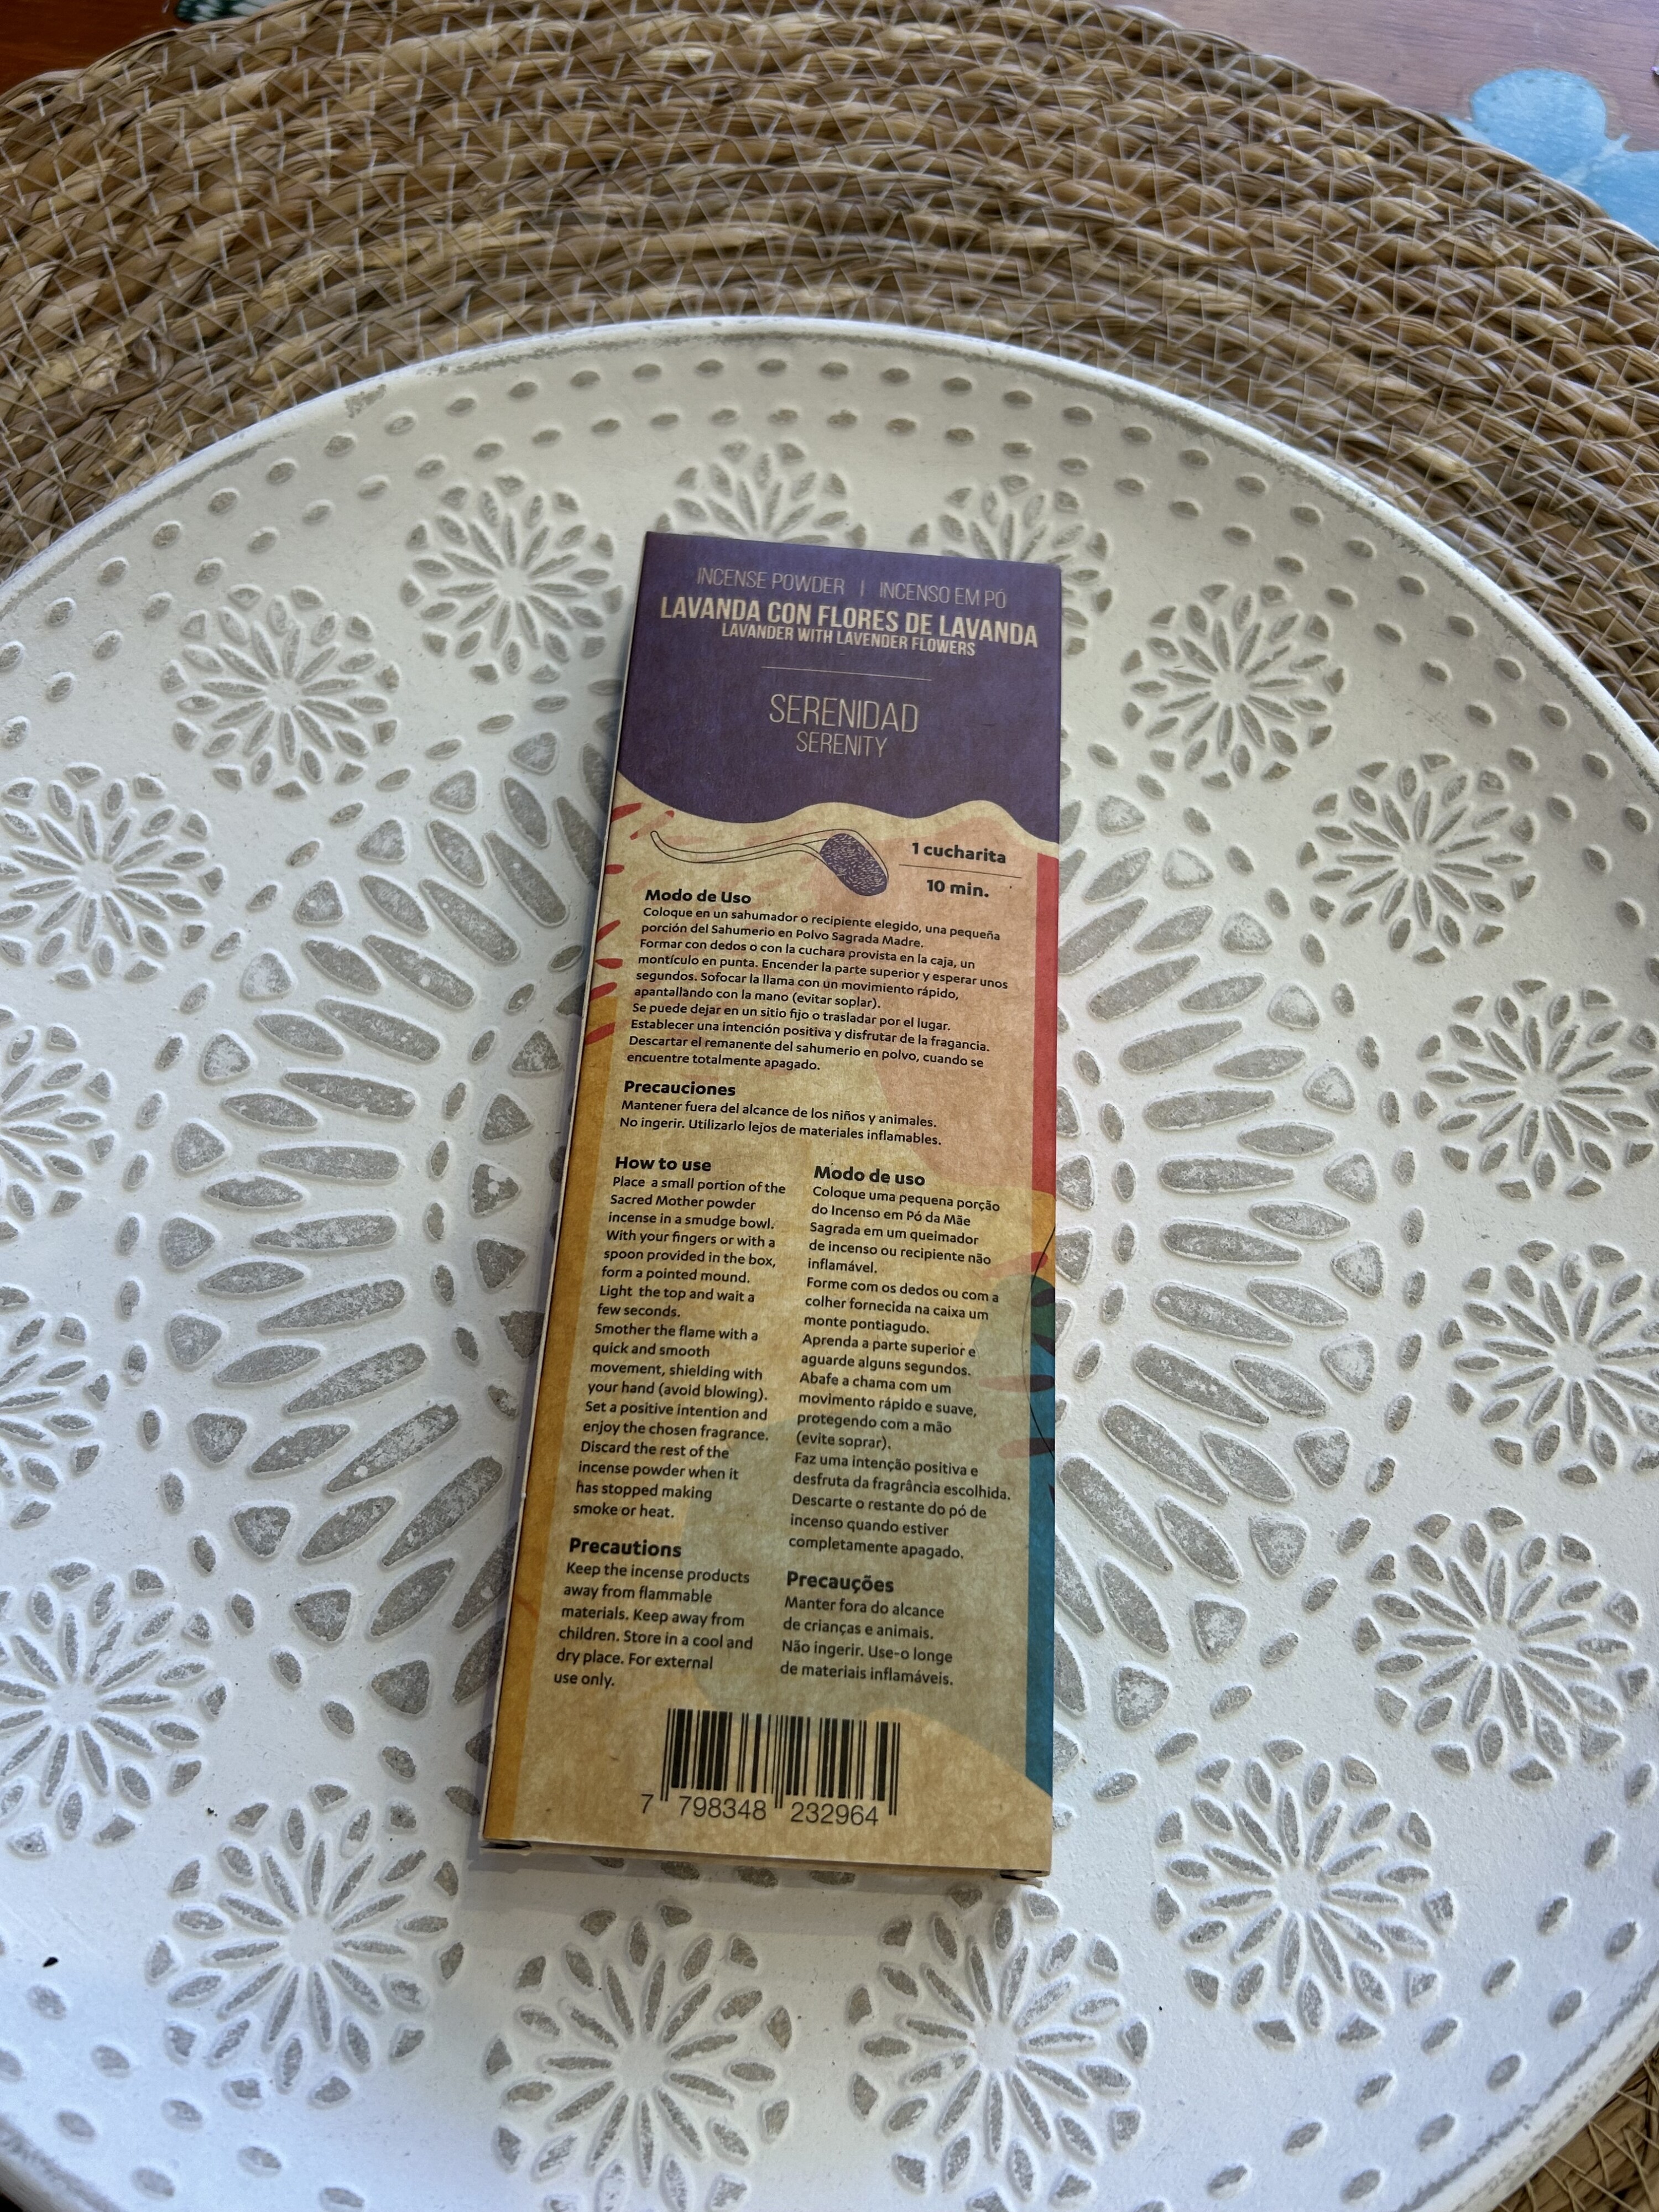 INCENSE POWDER | INCENSO EM PÓ
LAVANDA CON FLORES DE LAVANDA
LAVANDER WITH LAVENDER FLOWERS
SERENIDAD
SERENITY
1 cucharita
10 min.
Modo de Uso
Coloque en un sahumador o recipiente elegido, una pequeña
porción del Sahumerio en Polvo Sagrada Madre.
Formar con dedos o con la cuchara provista en la caja, un
montículo en punta. Encender la parte superior y esperar unos
segundos. Sofocar la llama con un movimiento rápido,
apantallando con la mano (evitar soplar).
Se puede dejar en un sitio fijo o trasladar por el lugar.
Establecer una intención positiva y disfrutar de la fragancia.
Descartar el remanente del sahumerio en polvo, cuando se
encuentre totalmente apagado.
Precauciones
Mantener fuera del alcance de los niños y animales.
No ingerir. Utilizarlo lejos de materiales inflamables.
How to use
Place a small portion of the
Sacred Mother powder
incense in a smudge bowl.
With your fingers or with a
spoon provided in the box,
form a pointed mound.
Light the top and wait a
few seconds.
Smother the flame with a
quick and smooth
movement, shielding with
your hand (avoid blowing).
Set a positive intention and
enjoy the chosen fragrance.
Discard the rest of the
incense powder when it
has stopped making
smoke or heat.
Precautions
Keep the incense products
away from flammable
materials. Keep away from
children. Store in a cool and
dry place. For external
use only.
Modo de uso
Coloque uma pequena porção
do Incenso em Pó da Mãe
Sagrada em um queimador
de incenso ou recipiente não
inflamável.
Forme com os dedos ou com a
colher fornecida na caixa um
monte pontiagudo.
Aprenda a parte superior e
aguarde alguns segundos.
Abafe a chama com um
movimento rápido e suave,
protegendo com a mão
(evite soprar).
Faz uma intenção positiva e
desfruta da fragrância escolhida.
Descarte o restante do pó de
incenso quando estiver
completamente apagado.
Precauções
Manter fora do alcance
de crianças e animais.
Não ingerir. Use-o longe
de materiais inflamáveis.
7 798348 232964